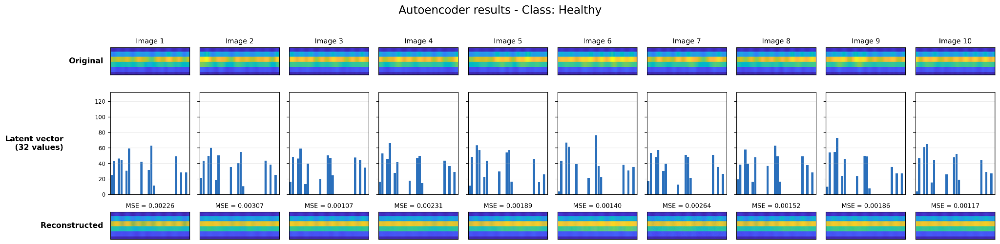 Autoencoder results - Class: Healthy
Image 1 Image 2 Image 3 Image 4 Image 5 Image 6 Image 7 Image 8 Image 9 Image 10
Original
120
100
80
60
40
20
0
Latent vector
(32 values)
MSE = 0.00226 MSE = 0.00307 MSE = 0.00107 MSE = 0.00231 MSE = 0.00189 MSE = 0.00140 MSE = 0.00264 MSE = 0.00152 MSE = 0.00186 MSE = 0.00117
Reconstructed